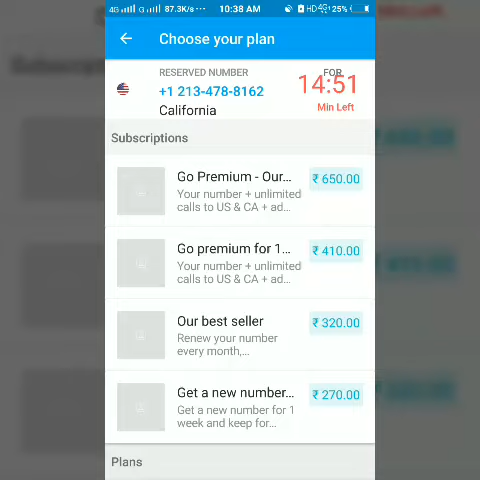 4G G 87.3K/s ··· 10:38 AM HD 4G 25%
Choose your plan
RESERVED NUMBER FOR
14:51
+1 213-478-8162
Min Left
California
Subscriptions
Go Premium - Our...
₹ 650.00
Your number + unlimited
calls to US & CA + ad...
Go premium for 1...
₹ 410.00
Your number + unlimited
calls to US & CA + ad...
Our best seller
₹ 320.00
Renew your number
every month,...
Get a new number...
₹ 270.00
Get a new number for 1
week and keep for...
Plans